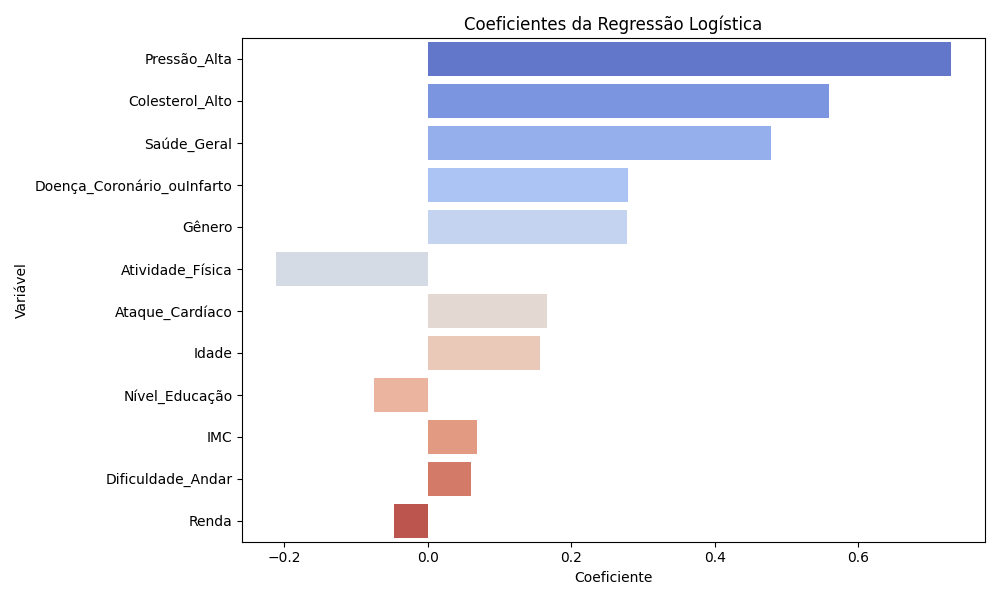 Coeficientes da Regressão Logística
Variável
Pressão_Alta
Colesterol_Alto
Saúde_Geral
Doença_Coronário_ouInfarto
Gênero
Atividade_Física
Ataque_Cardíaco
Idade
Nível_Educação
IMC
Dificuldade_Andar
Renda
−0.2 0.0 0.2 0.4 0.6
Coeficiente